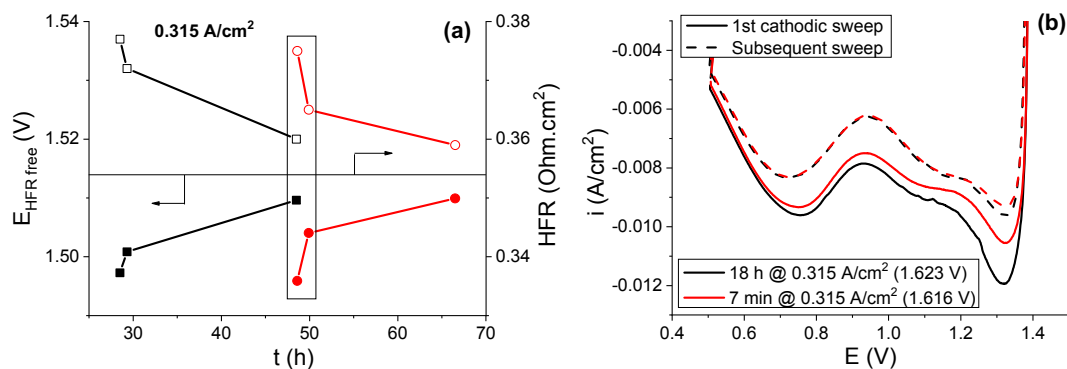 0.315 A/cm²
(a)
E_HFR free (V)
1.54
1.52
1.50
HFR (Ohm.cm²)
0.38
0.36
0.34
30 40 50 60 70
t (h)
(b)
1st cathodic sweep
Subsequent sweep
i (A/cm²)
-0.004
-0.006
-0.008
-0.010
-0.012
18 h @ 0.315 A/cm² (1.623 V)
7 min @ 0.315 A/cm² (1.616 V)
0.4 0.6 0.8 1.0 1.2 1.4
E (V)